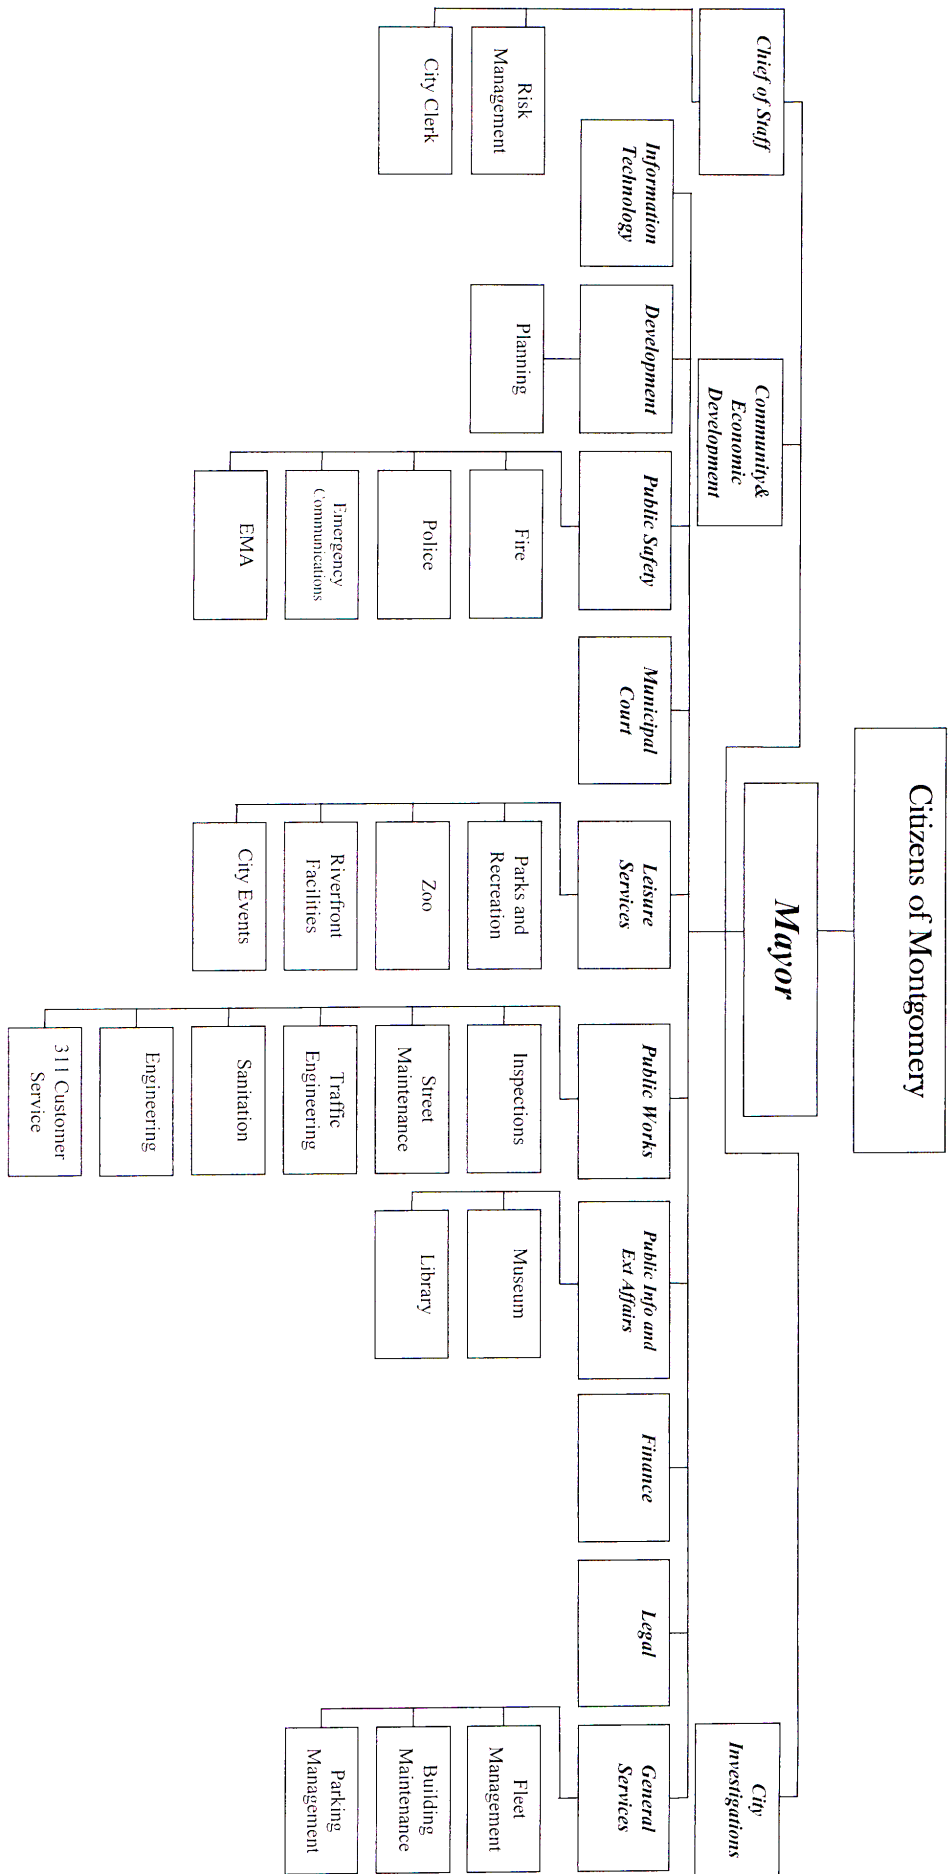 Citizens of Montgomery
Mayor
Chief of Staff
Community&
Economic
Development
City
Investigations
Risk
Management
City Clerk
Information
Technology
Development
Planning
Public Safety
Fire
Police
Emergency
Communications
EMA
Municipal
Court
Leisure
Services
Parks and
Recreation
Zoo
Riverfront
Facilities
City Events
Public Works
Inspections
Street
Maintenance
Traffic
Engineering
Sanitation
Engineering
311 Customer
Service
Public Info and
Ext Affairs
Museum
Library
Finance
Legal
General
Services
Fleet
Management
Building
Maintenance
Parking
Management